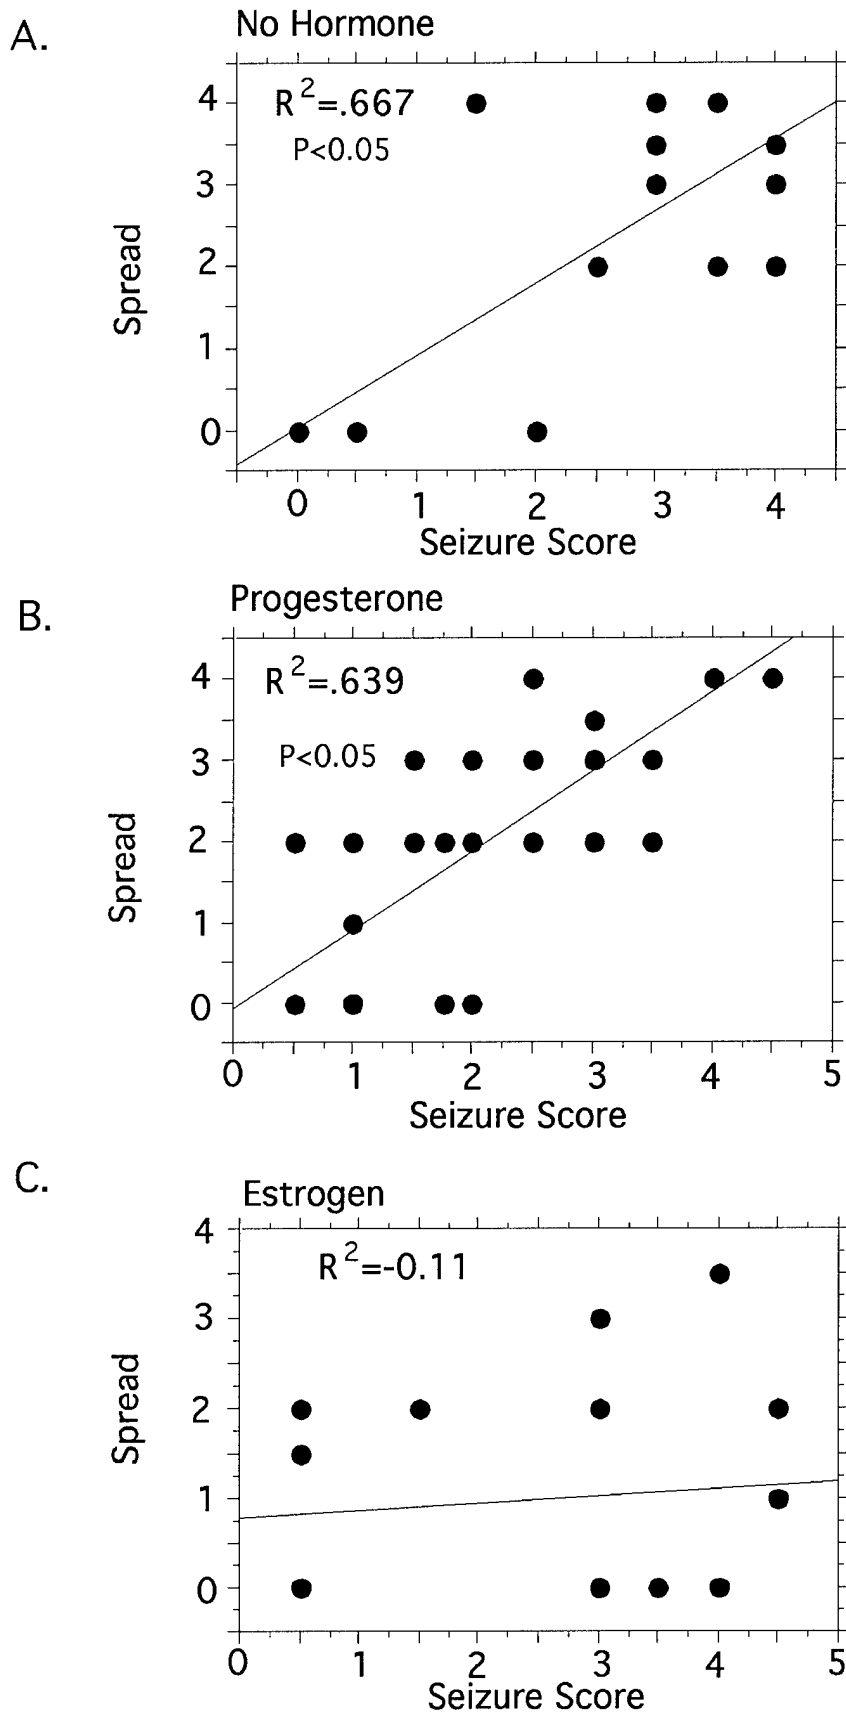 A.
No Hormone
R²=.667
P<0.05
4
3
2
1
0
Spread
0 1 2 3 4
Seizure Score
B.
Progesterone
R²=.639
P<0.05
4
3
2
1
0
Spread
0 1 2 3 4 5
Seizure Score
C.
Estrogen
R²=-0.11
4
3
2
1
0
Spread
0 1 2 3 4 5
Seizure Score